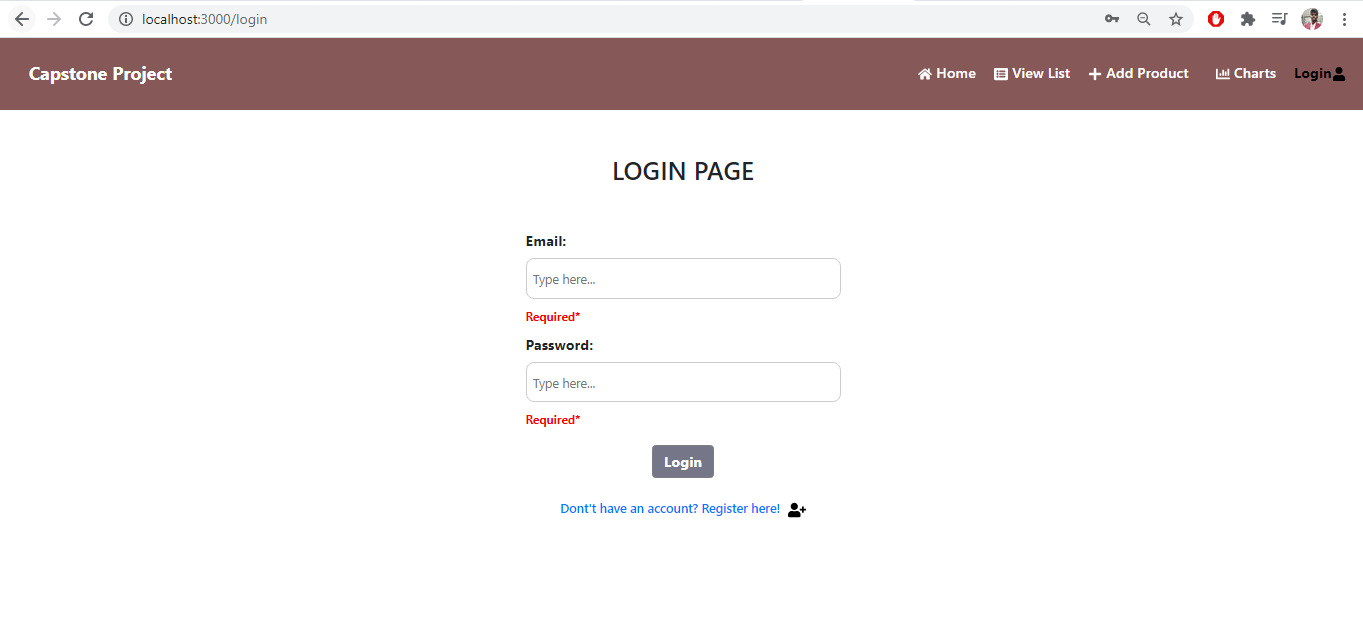 localhost:3000/login
Capstone Project
Home View List Add Product Charts Login
LOGIN PAGE
Email:
Type here...
Required*
Password:
Type here...
Required*
Login
Dont't have an account? Register here!